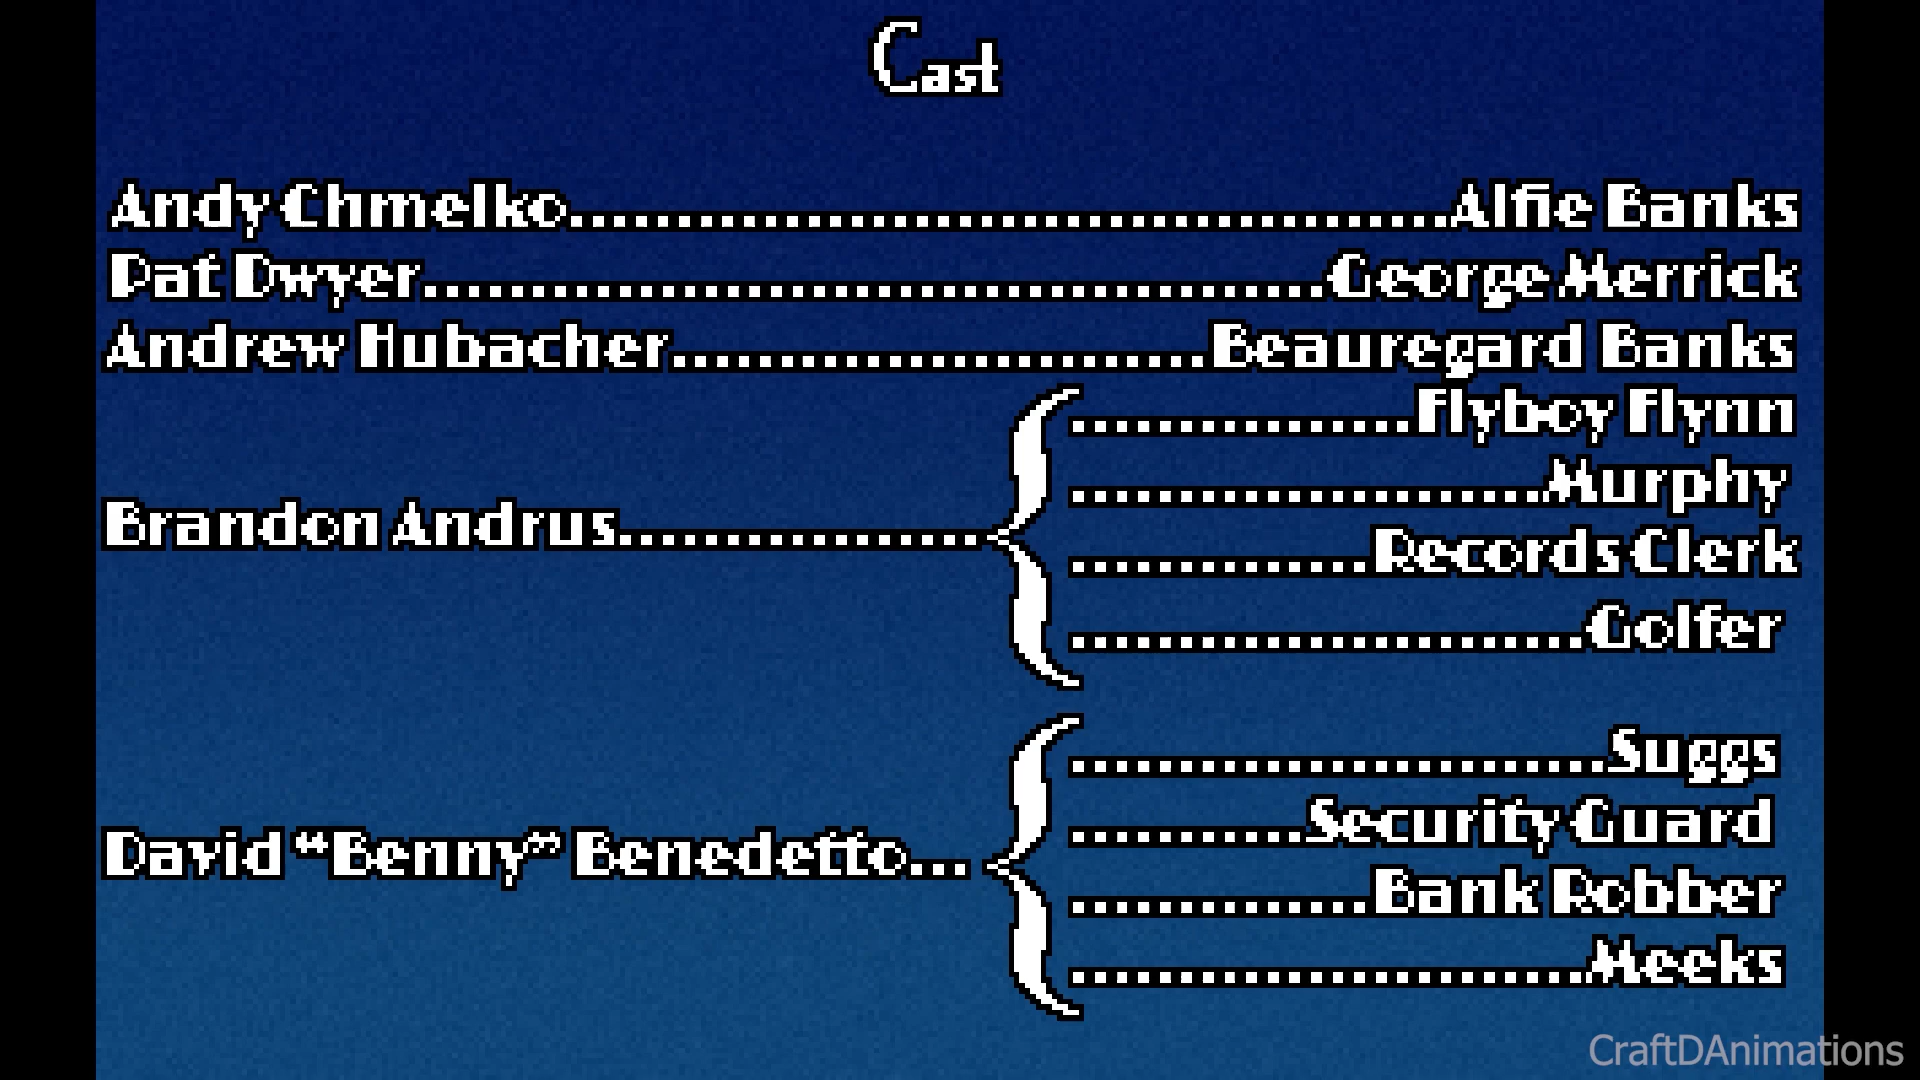 Cast
Andy Chmelko.........................................Alfie Banks
Pat Dwyer..........................................George Merrick
Andrew Hubacher.........................Beauregard Banks
................Flyboy Flynn
......................Murphy
Brandon Andrus.................
..............Records Clerk
........................Golfer
.........................Suggs
...........Security Guard
David “Benny” Benedetto...
..............Bank Robber
........................Meeks
CraftDAnimations